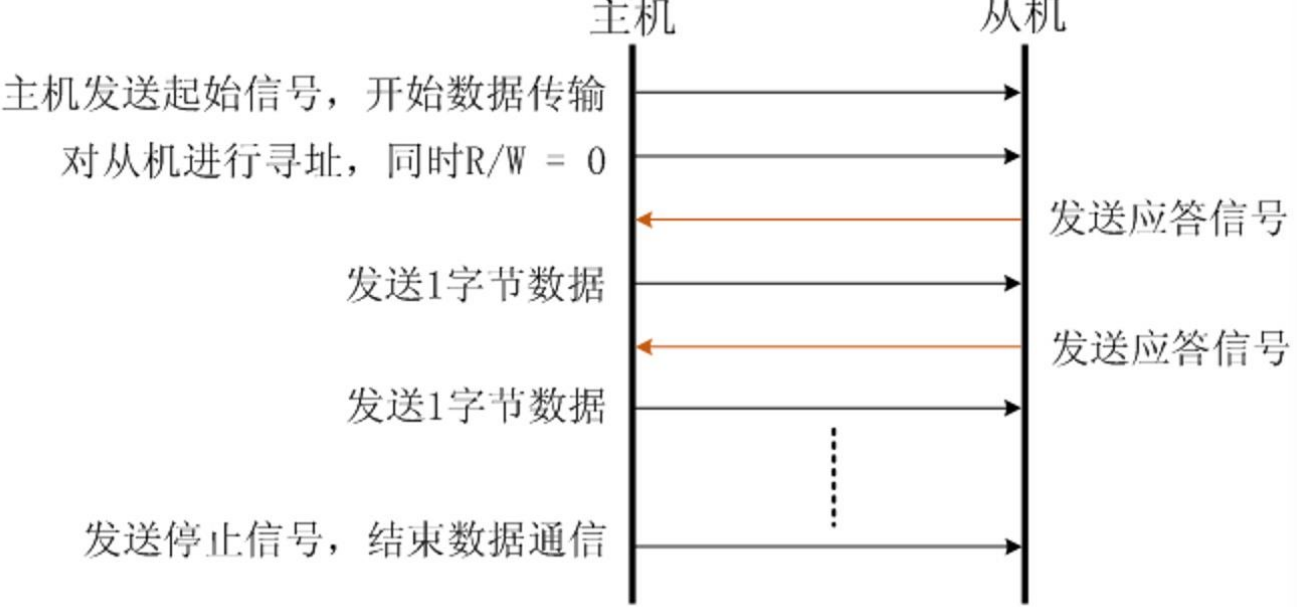 主机
从机
主机发送起始信号，开始数据传输
对从机进行寻址，同时R/W = 0
发送应答信号
发送1字节数据
发送应答信号
发送1字节数据
发送停止信号，结束数据通信